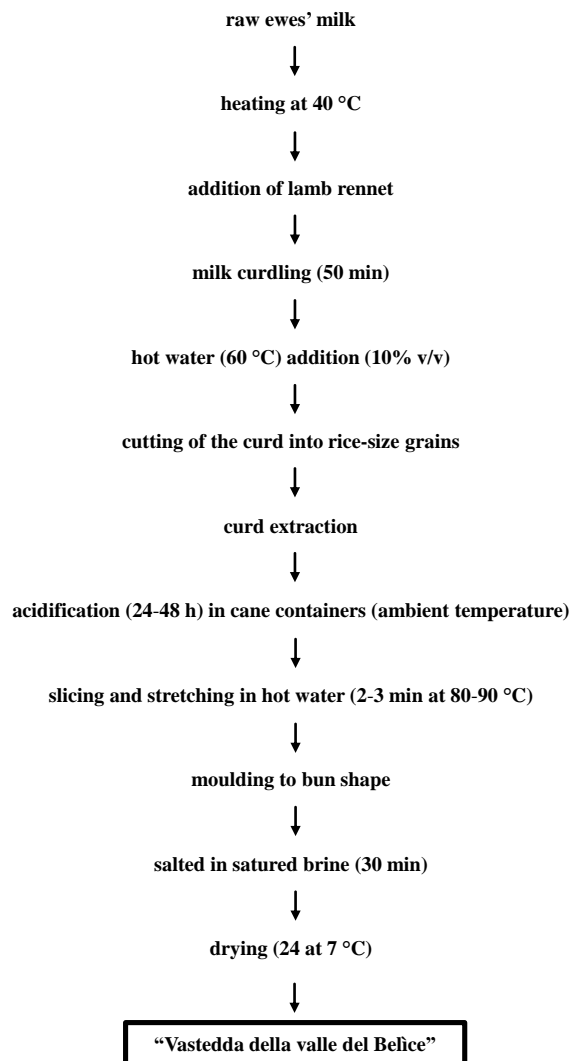 raw ewes’ milk
heating at 40 °C
addition of lamb rennet
milk curdling (50 min)
hot water (60 °C) addition (10% v/v)
cutting of the curd into rice-size grains
curd extraction
acidification (24-48 h) in cane containers (ambient temperature)
slicing and stretching in hot water (2-3 min at 80-90 °C)
moulding to bun shape
salted in satured brine (30 min)
drying (24 at 7 °C)
“Vastedda della valle del Belìce”